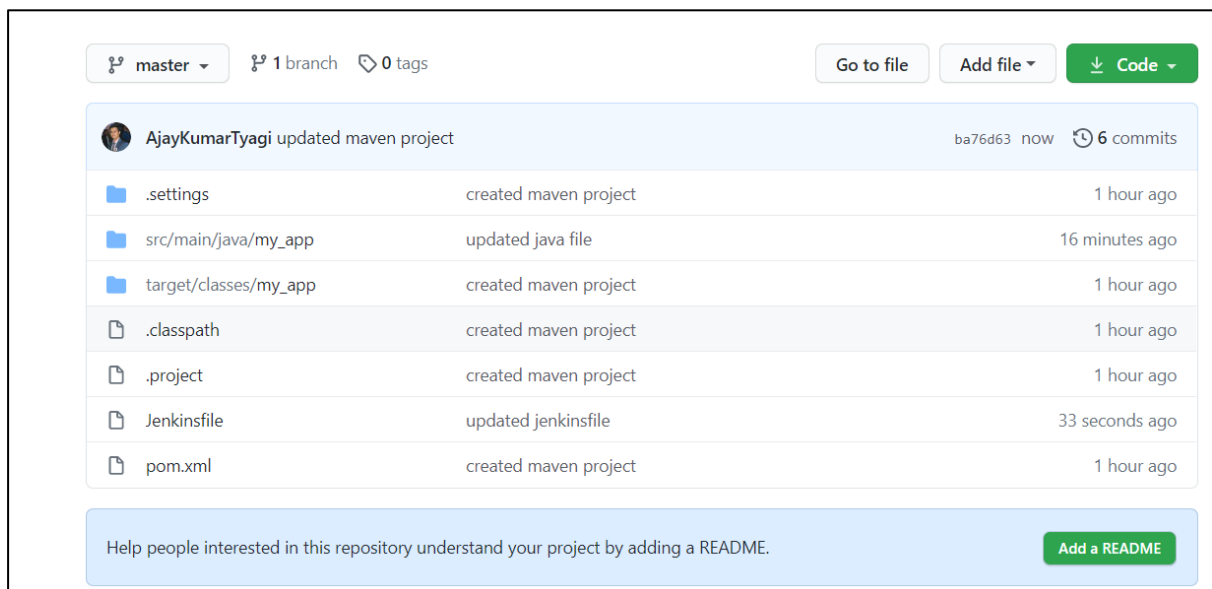 master 1 branch 0 tags Go to file Add file Code
AjayKumarTyagi updated maven project ba76d63 now 6 commits
.settings created maven project 1 hour ago
src/main/java/my_app updated java file 16 minutes ago
target/classes/my_app created maven project 1 hour ago
.classpath created maven project 1 hour ago
.project created maven project 1 hour ago
Jenkinsfile updated jenkinsfile 33 seconds ago
pom.xml created maven project 1 hour ago
Help people interested in this repository understand your project by adding a README. Add a README